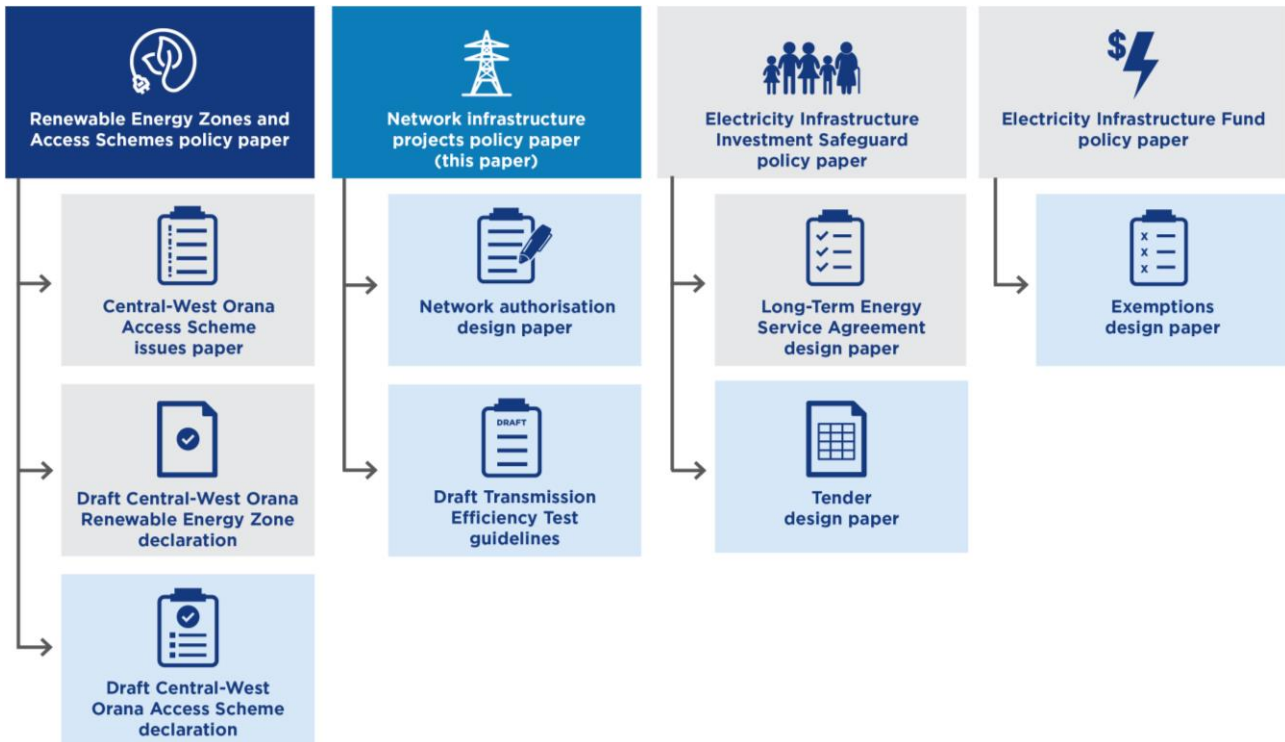 Renewable Energy Zones and
Access Schemes policy paper
Central-West Orana
Access Scheme
issues paper
Draft Central-West Orana
Renewable Energy Zone
declaration
Draft Central-West
Orana Access Scheme
declaration
Network infrastructure
projects policy paper
(this paper)
Network authorisation
design paper
DRAFT
Draft Transmission
Efficiency Test
guidelines
Electricity Infrastructure
Investment Safeguard
policy paper
Long-Term Energy
Service Agreement
design paper
Tender
design paper
$
Electricity Infrastructure Fund
policy paper
x
x
x
Exemptions
design paper